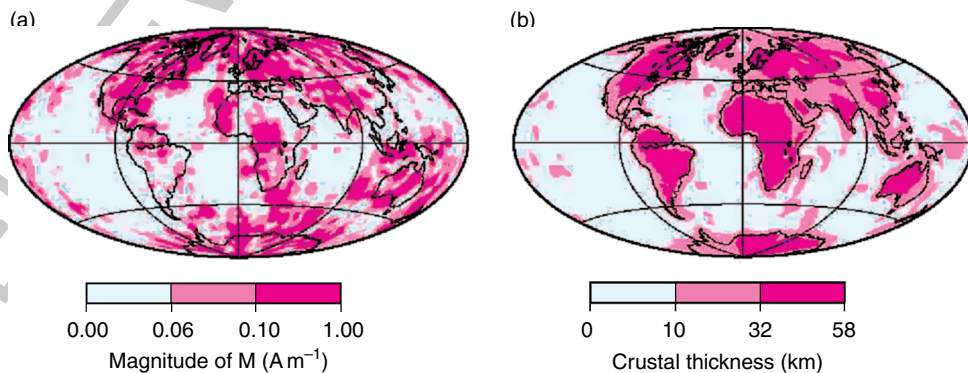 (a)
(b)
0.00 0.06 0.10 1.00
Magnitude of M (A m⁻¹)
0 10 32 58
Crustal thickness (km)